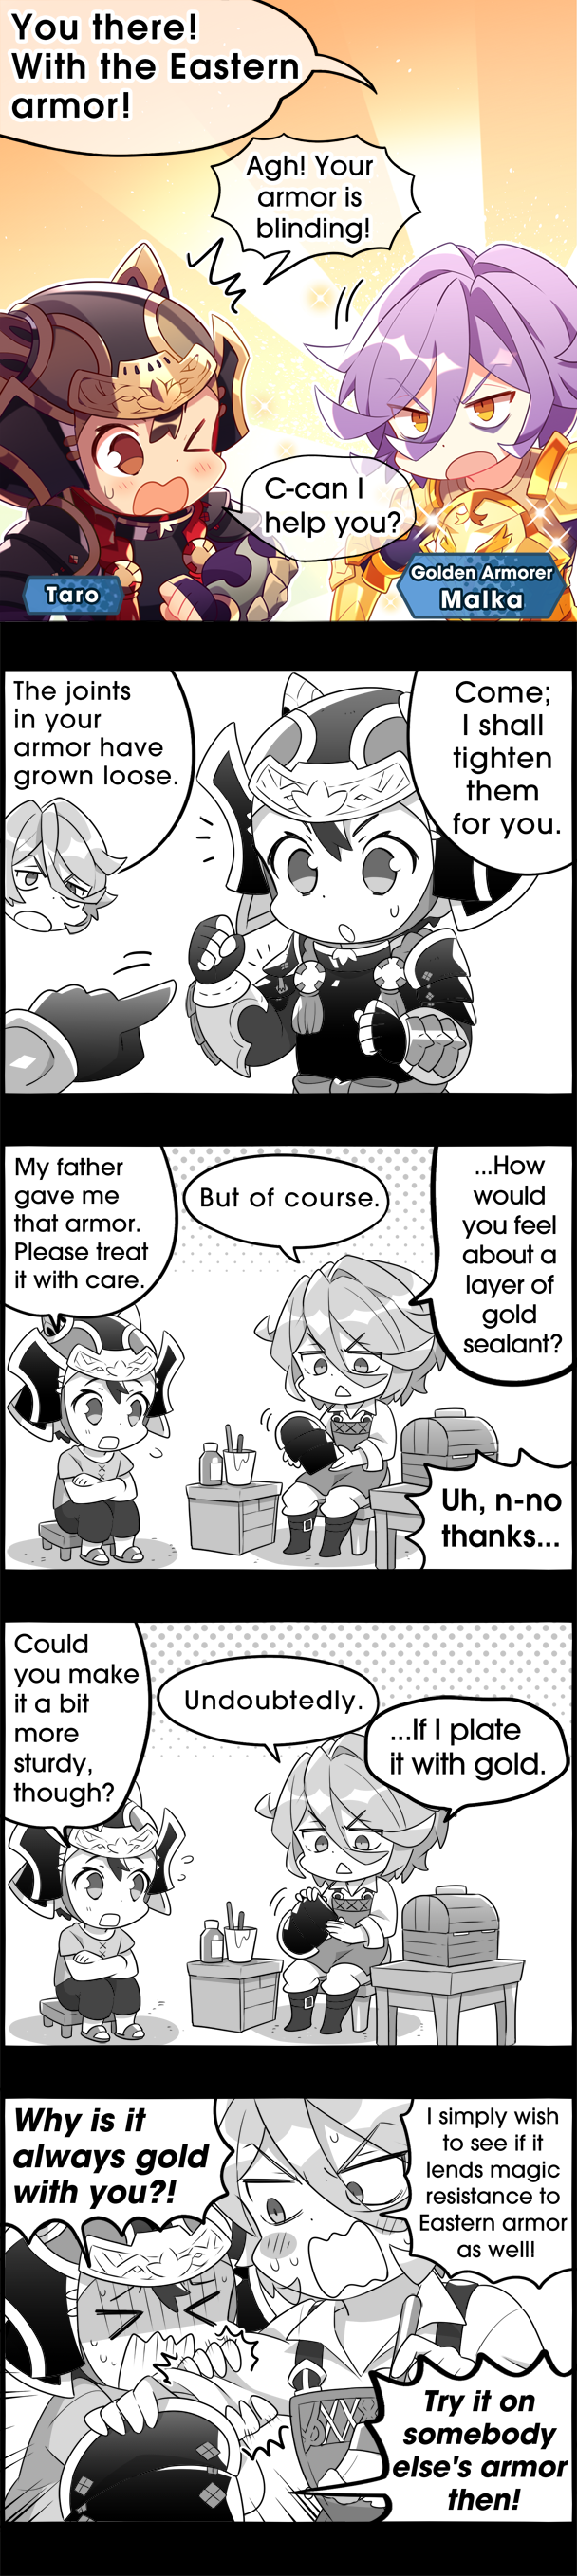 You there!
With the Eastern
armor!
Agh! Your
armor is
blinding!
C-can I
help you?
Taro
Golden Armorer
Malka
The joints
in your
armor have
grown loose.
Come;
I shall
tighten
them
for you.
My father
gave me
that armor.
Please treat
it with care.
But of course.
...How
would
you feel
about a
layer of
gold
sealant?
Uh, n-no
thanks...
Could
you make
it a bit
more
sturdy,
though?
Undoubtedly.
...If I plate
it with gold.
Why is it
always gold
with you?!
I simply wish
to see if it
lends magic
resistance to
Eastern armor
as well!
Try it on
somebody
else's armor
then!